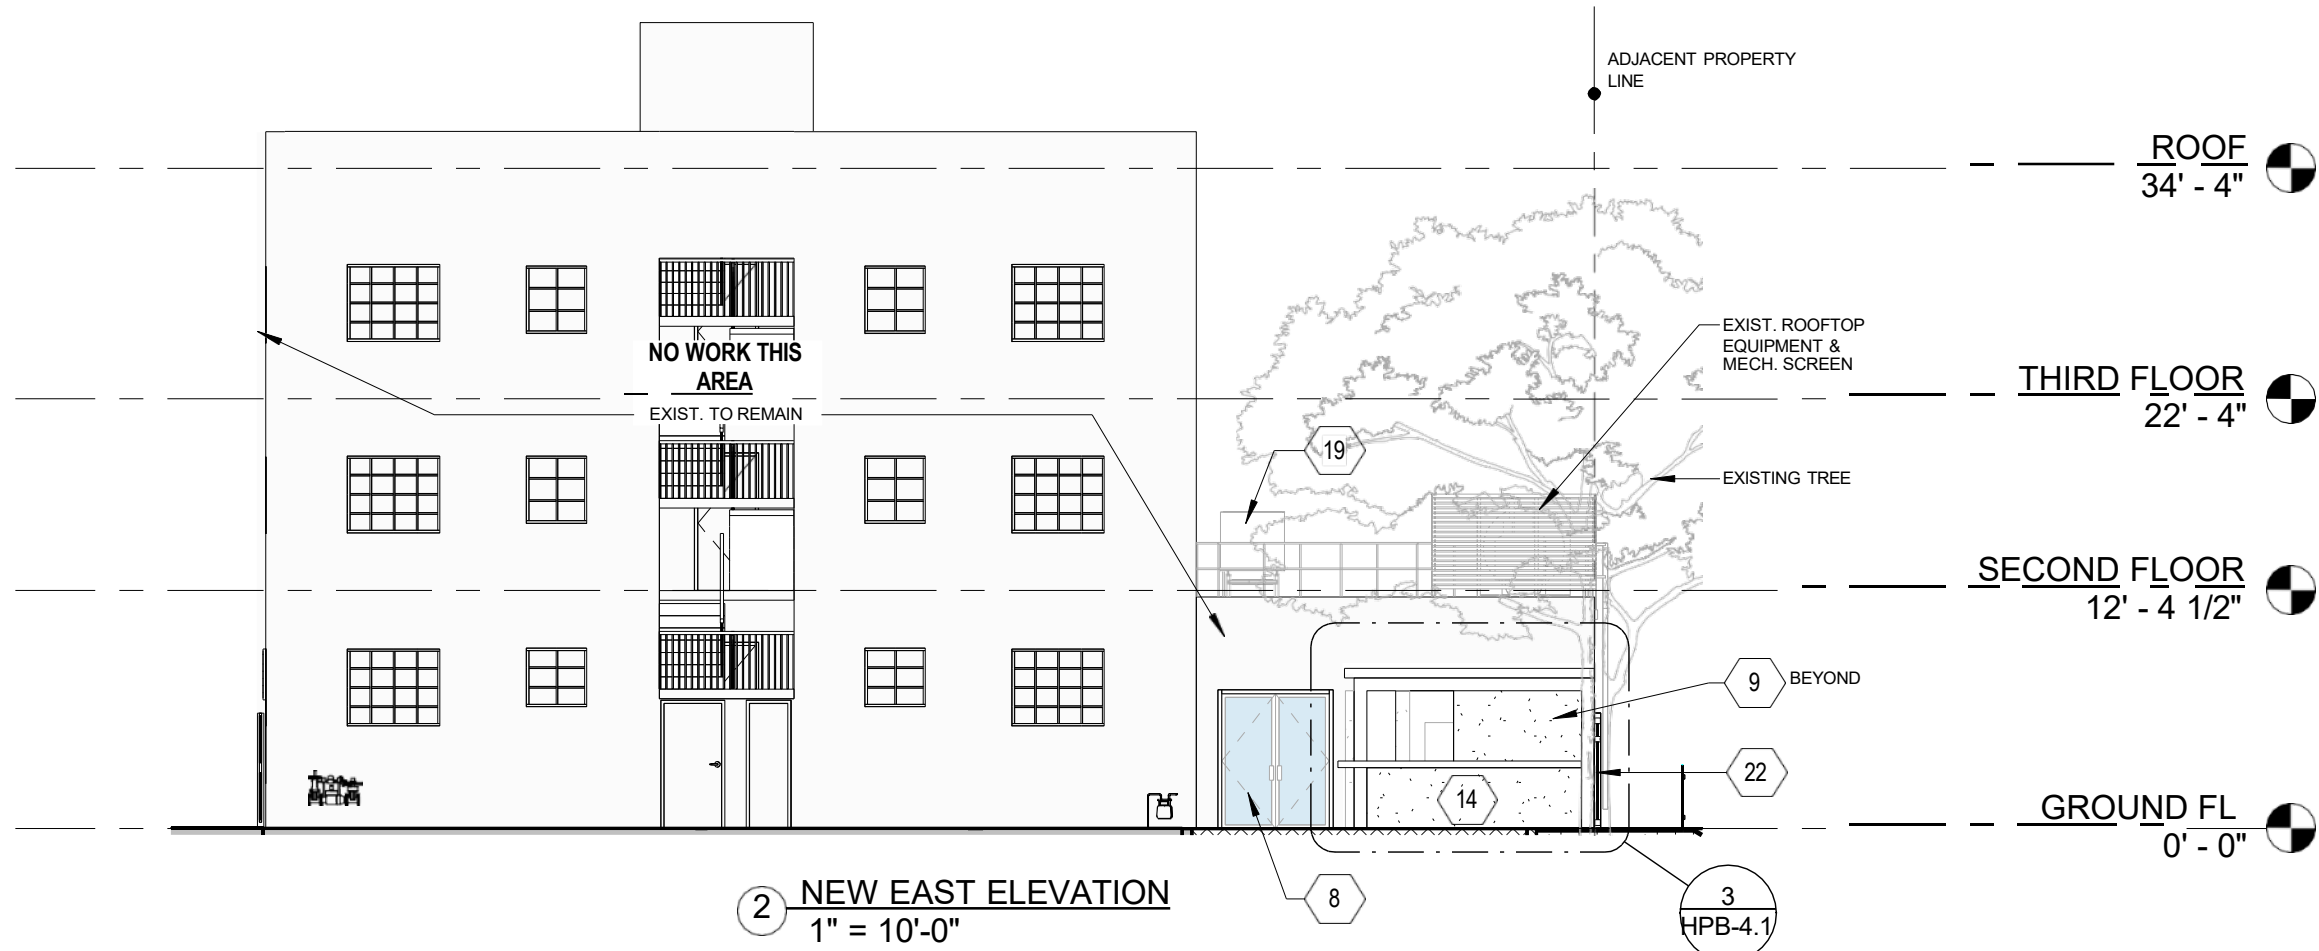 ADJACENT PROPERTY
LINE
ROOF
34' - 4"
EXIST. ROOFTOP
EQUIPMENT &
MECH. SCREEN
NO WORK THIS
AREA
THIRD FLOOR
22' - 4"
EXIST. TO REMAIN
19
EXISTING TREE
SECOND FLOOR
12' - 4 1/2"
9 BEYOND
22
14
GROUND FL
0' - 0"
8
2 NEW EAST ELEVATION
1" = 10'-0"
3
HPB-4.1